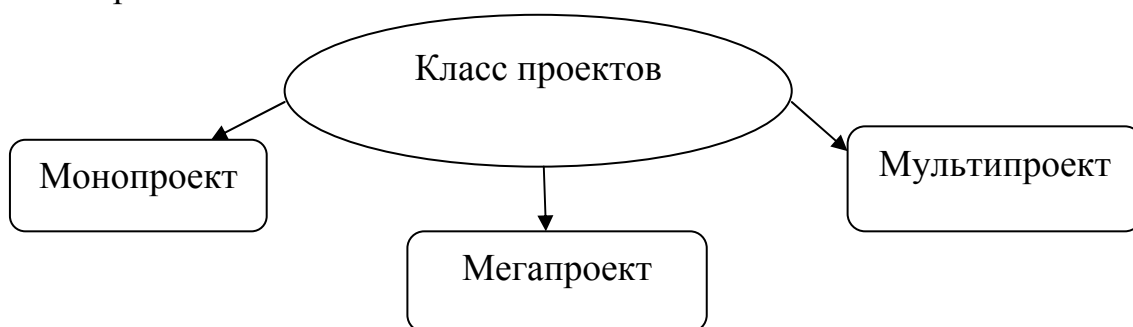 Класс проектов
Монопроект
Мультипроект
Мегапроект